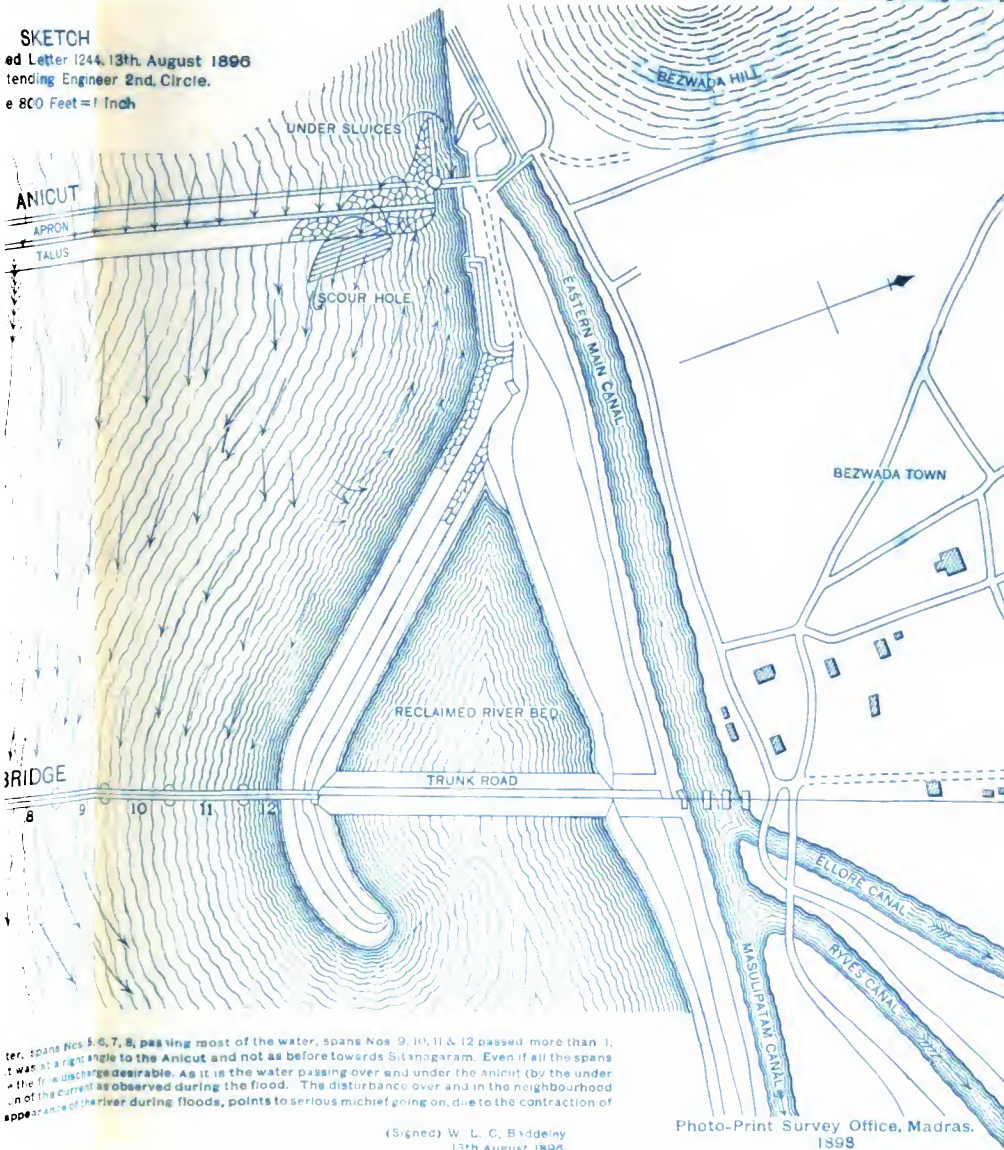 SKETCH
ed Letter 1244, 13th. August 1896
tending Engineer 2nd, Circle.
e 800 Feet = 1 Inch
BEZWADA HILL
UNDER SLUICES
ANICUT
APRON
TALUS
SCOUR HOLE
EASTERN MAIN CANAL
BEZWADA TOWN
RECLAIMED RIVER BED
BRIDGE
TRUNK ROAD
8 9 10 11 12
ELLORE CANAL
RYVES CANAL
MASULIPATAM CANAL
ter, spans Nos 5, 6, 7, 8, passing most of the water, spans Nos 9, 10, 11 & 12 passed more than 1,
t was at a right angle to the Anicut and not as before towards Sitanagaram. Even if all the spans
the free discharge desirable. As it is the water passing over and under the anicut (by the under
n of the current as observed during the flood. The disturbance over and in the neighbourhood
appearance of the river during floods, points to serious michief going on, due to the contraction of
(Signed) W. L. C. Baddeley
13th August 1896
Photo-Print Survey Office, Madras.
1898